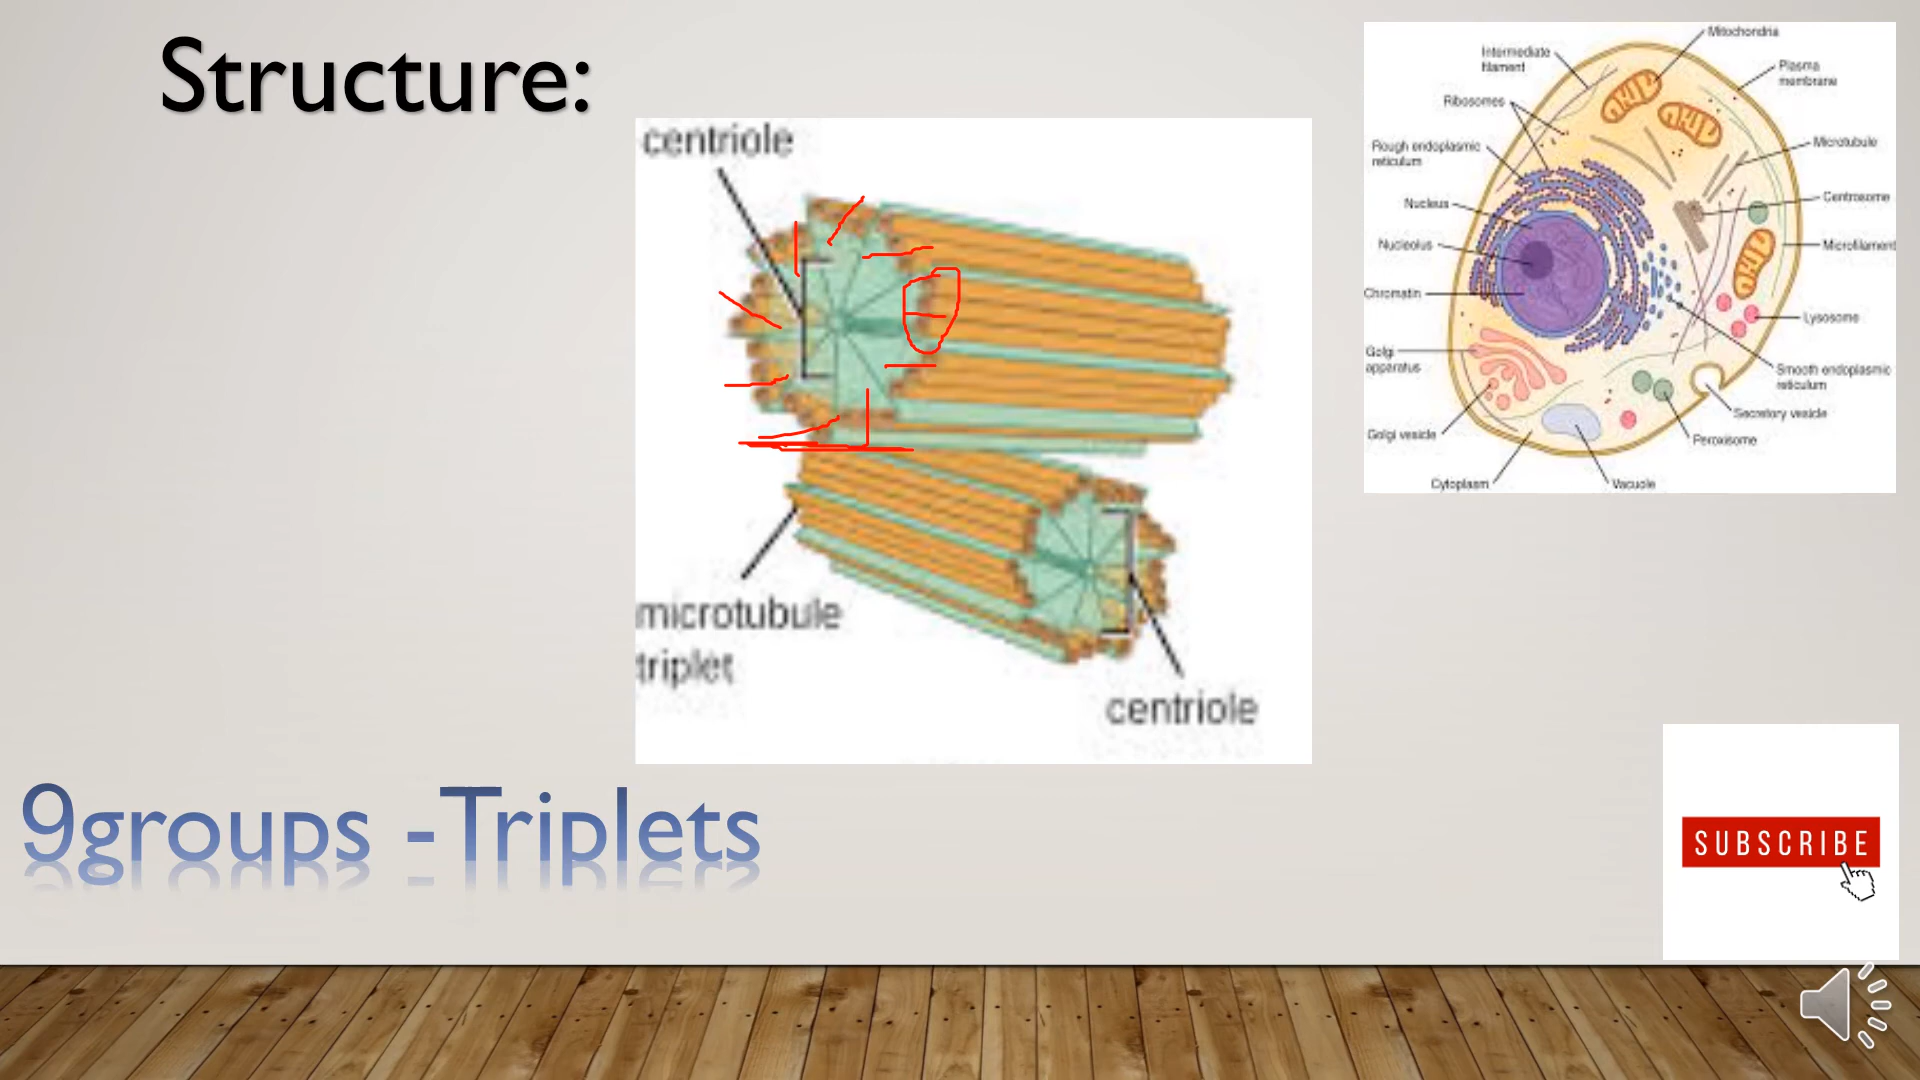 Structure:
centriole
microtubule
triplet
centriole
9groups -Triplets
Mitochondria
Intermediate
filament
Plasma
membrane
Ribosomes
Rough endoplasmic
reticulum
Microtubule
Nucleus
Centrosome
Nucleolus
Microfilament
Chromatin
Lysosome
Golgi
apparatus
Smooth endoplasmic
reticulum
Secretory vesicle
Golgi vesicle
Peroxisome
Cytoplasm
Vacuole
SUBSCRIBE